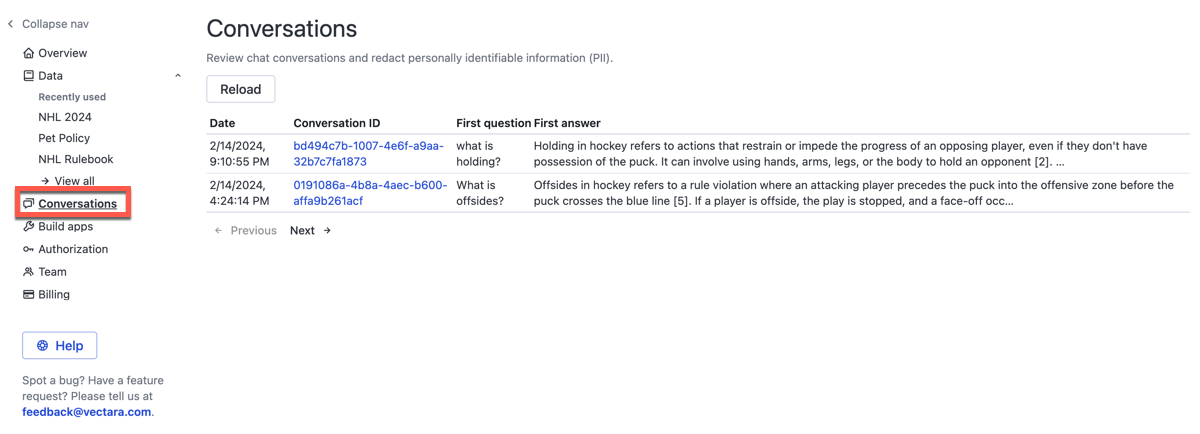 Collapse nav
Overview
Data
Recently used
NHL 2024
Pet Policy
NHL Rulebook
→ View all
Conversations
Build apps
Authorization
Team
Billing
Help
Spot a bug? Have a feature
request? Please tell us at
feedback@vectara.com.
Conversations
Review chat conversations and redact personally identifiable information (PII).
Reload
Date Conversation ID First question First answer
2/14/2024, bd494c7b-1007-4e6f-a9aa- what is Holding in hockey refers to actions that restrain or impede the progress of an opposing player, even if they don't have
9:10:55 PM 32b7c7fa1873 holding? possession of the puck. It can involve using hands, arms, legs, or the body to hold an opponent [2]. ...
2/14/2024, 0191086a-4b8a-4aec-b600- What is Offsides in hockey refers to a rule violation where an attacking player precedes the puck into the offensive zone before the
4:24:14 PM affa9b261acf offsides? puck crosses the blue line [5]. If a player is offside, the play is stopped, and a face-off occ...
← Previous Next →